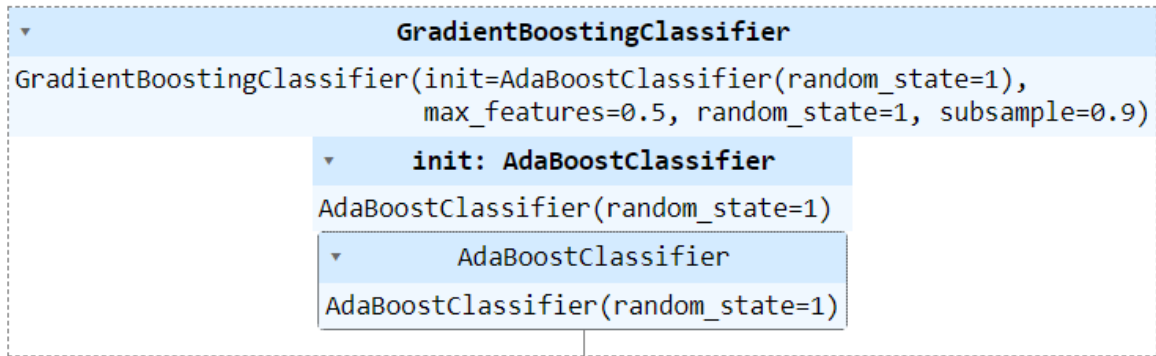 GradientBoostingClassifier
GradientBoostingClassifier(init=AdaBoostClassifier(random_state=1),
max_features=0.5, random_state=1, subsample=0.9)
init: AdaBoostClassifier
AdaBoostClassifier(random_state=1)
AdaBoostClassifier
AdaBoostClassifier(random_state=1)